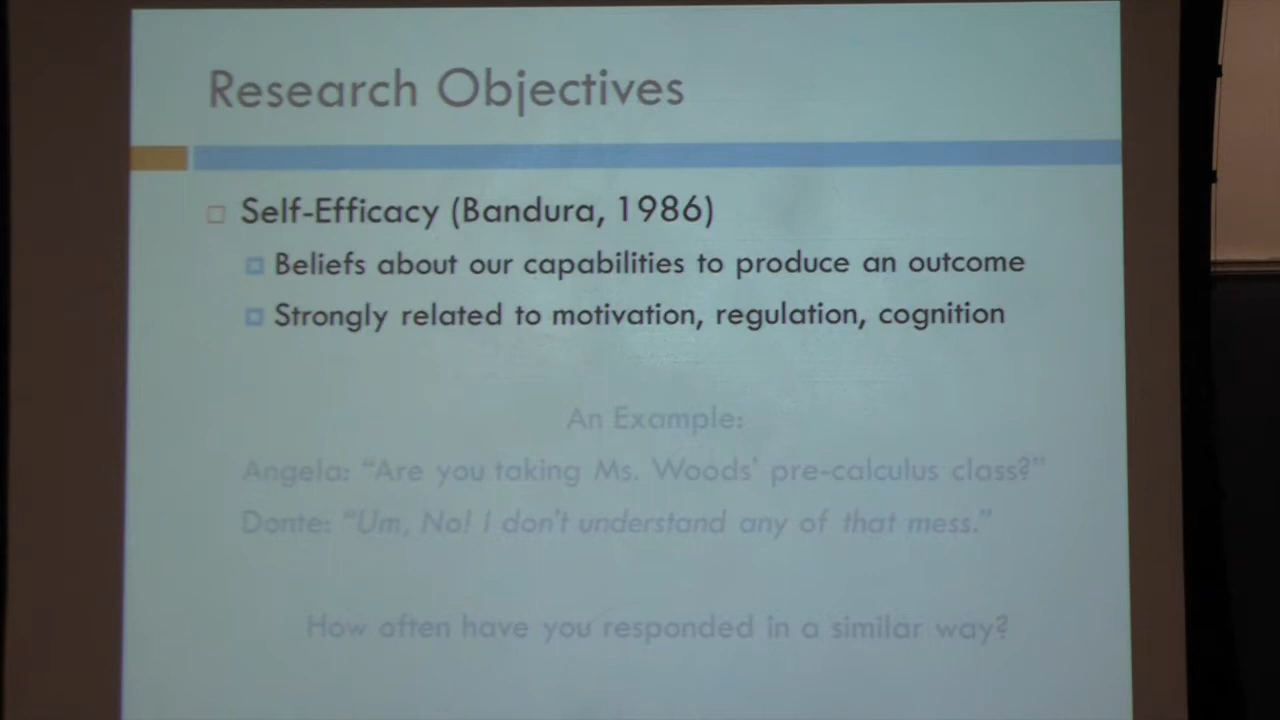 Research Objectives
Self-Efficacy (Bandura, 1986)
Beliefs about our capabilities to produce an outcome
Strongly related to motivation, regulation, cognition
An Example:
Angela: "Are you taking Ms. Woods' pre-calculus class?"
Donte: "Um, No! I don't understand any of that mess."
How often have you responded in a similar way?